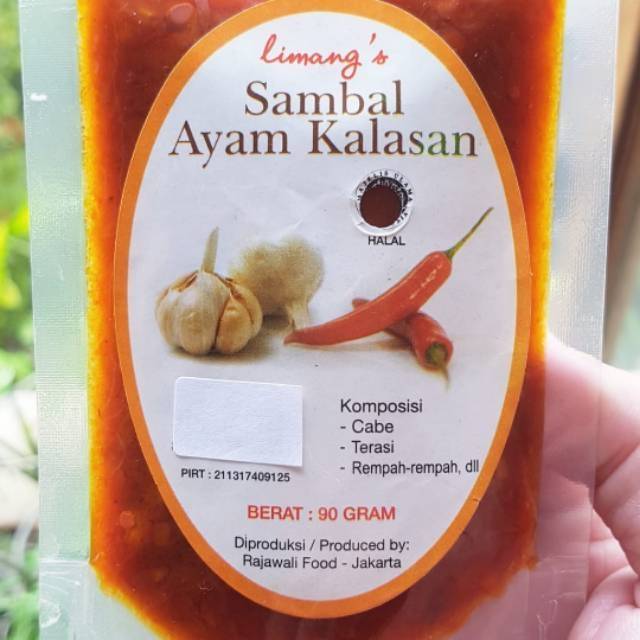 limang's
Sambal
Ayam Kalasan
HALAL
Komposisi
- Cabe
- Terasi
- Rempah-rempah, dll
PIRT : 211317409125
BERAT : 90 GRAM
Diproduksi / Produced by:
Rajawali Food - Jakarta